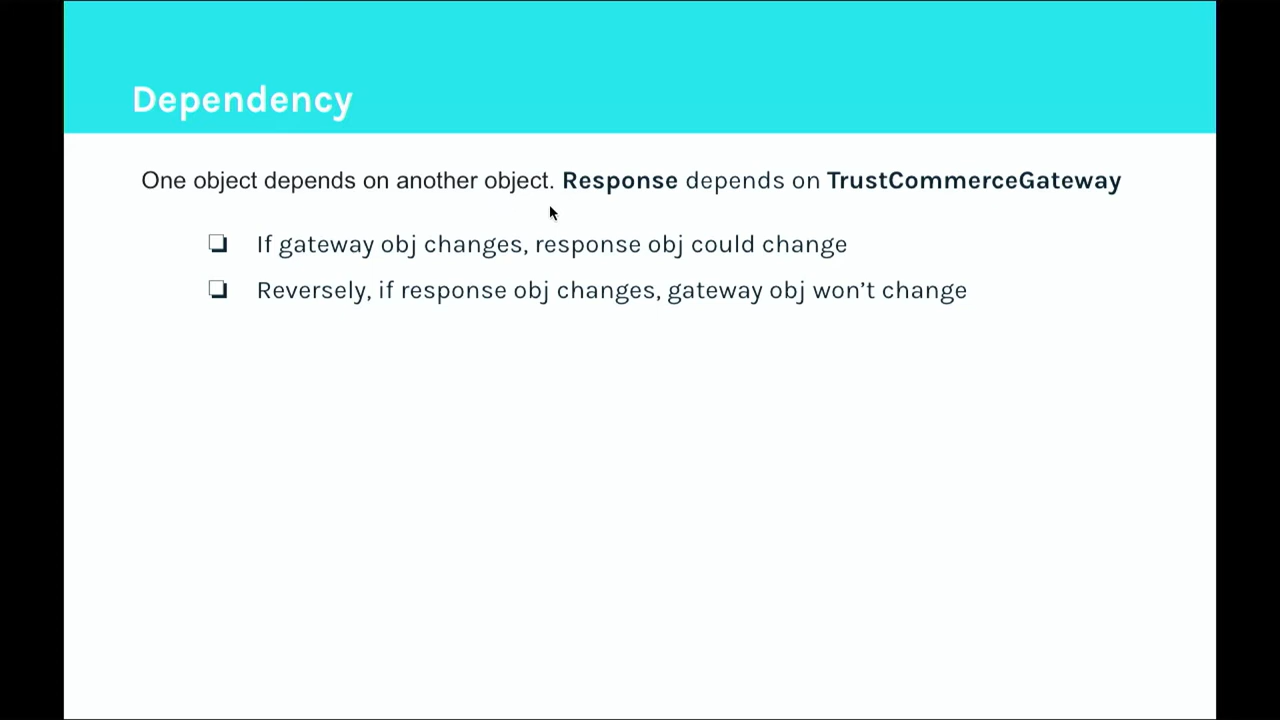 Dependency
One object depends on another object. Response depends on TrustCommerceGateway
If gateway obj changes, response obj could change
Reversely, if response obj changes, gateway obj won’t change